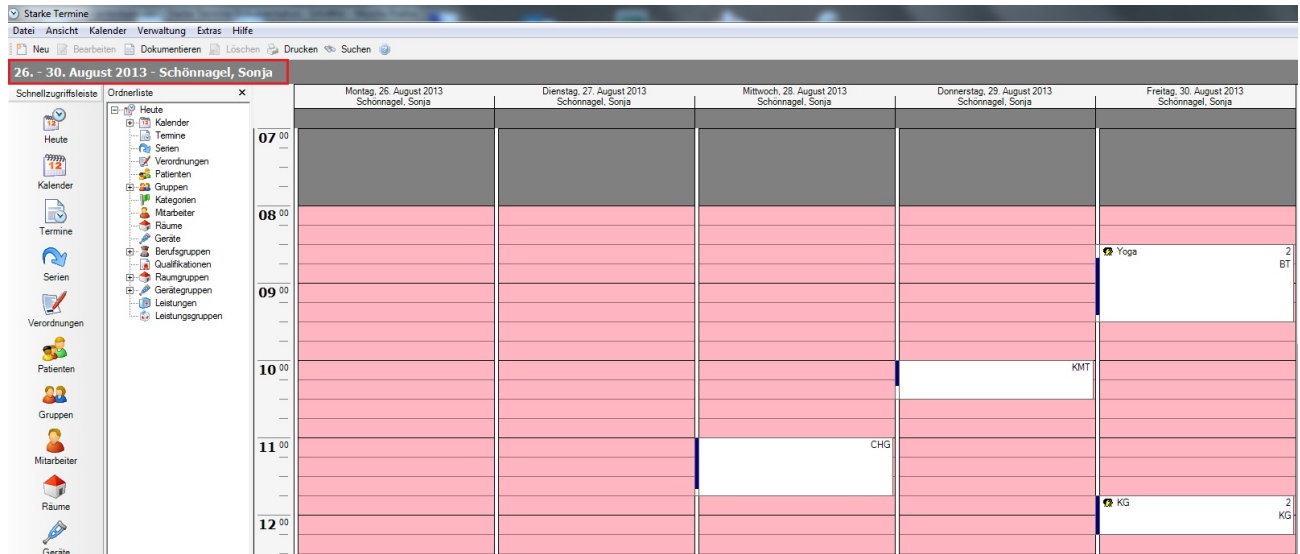 Starke Termine
Datei Ansicht Kalender Verwaltung Extras Hilfe
Neu Bearbeiten Dokumentieren Löschen Drucken Suchen
26. - 30. August 2013 - Schönnagel, Sonja
Schnellzugriffsleiste
Heute
Kalender
Termine
Serien
Verordnungen
Patienten
Gruppen
Mitarbeiter
Räume
Geräte
Ordnerliste x
Heute
Kalender
Termine
Serien
Verordnungen
Patienten
Gruppen
Kategorien
Mitarbeiter
Räume
Geräte
Berufsgruppen
Qualifikationen
Raumgruppen
Gerätegruppen
Leistungen
Leistungsgruppen
Montag, 26. August 2013
Schönnagel, Sonja
Dienstag, 27. August 2013
Schönnagel, Sonja
Mittwoch, 28. August 2013
Schönnagel, Sonja
Donnerstag, 29. August 2013
Schönnagel, Sonja
Freitag, 30. August 2013
Schönnagel, Sonja
07 00
08 00
09 00
10 00
11 00
12 00
CHG
KMT
Yoga 2
BT
KG 2
KG